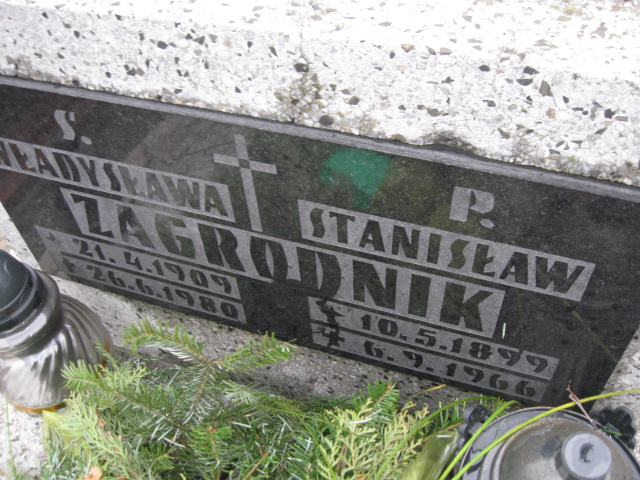 Ś.
WŁADYSŁAWA
P.
STANISŁAW
ZAGRODNIK
21.4.1909
26.6.1980
10.5.1899
6.9.1966